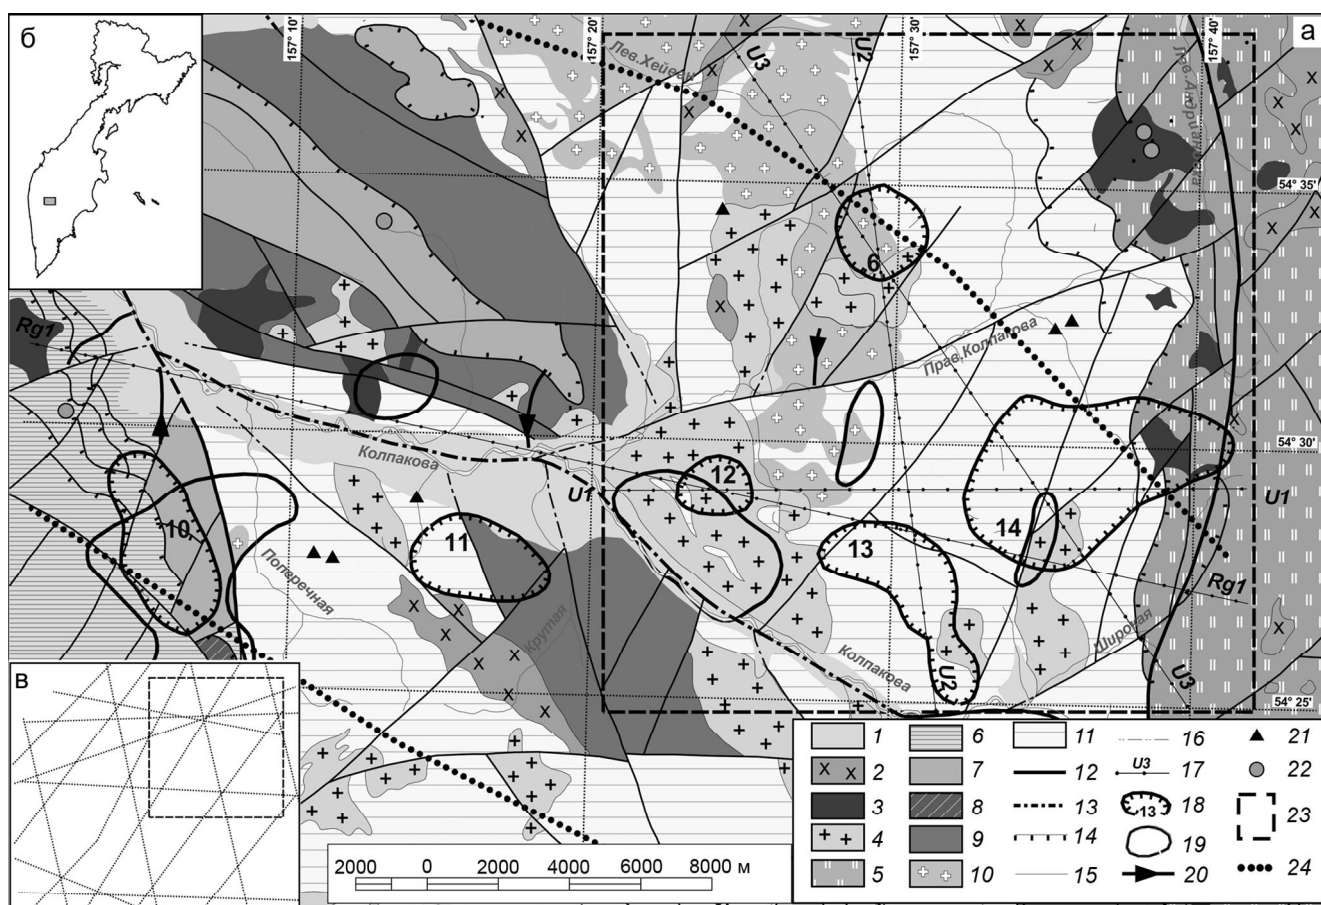 б
а
в
157° 10'
157° 20'
157° 30'
157° 40'
54° 35'
54° 30'
54° 25'
Лев.Хейван
U3
U2
Лев.Андриановка
6
Rg1
Прав.Колпакова
Колпакова
U1
12
10
11
13
14
U1
Rg1
Поперечная
Крутая
Широкая
Колпакова
U2
U3
2000 0 2000 4000 6000 8000 м
1 6 11 16 21
2 7 12 U3 17 22
3 8 13 13 18 23
4 9 14 19
5 10 15 20 24